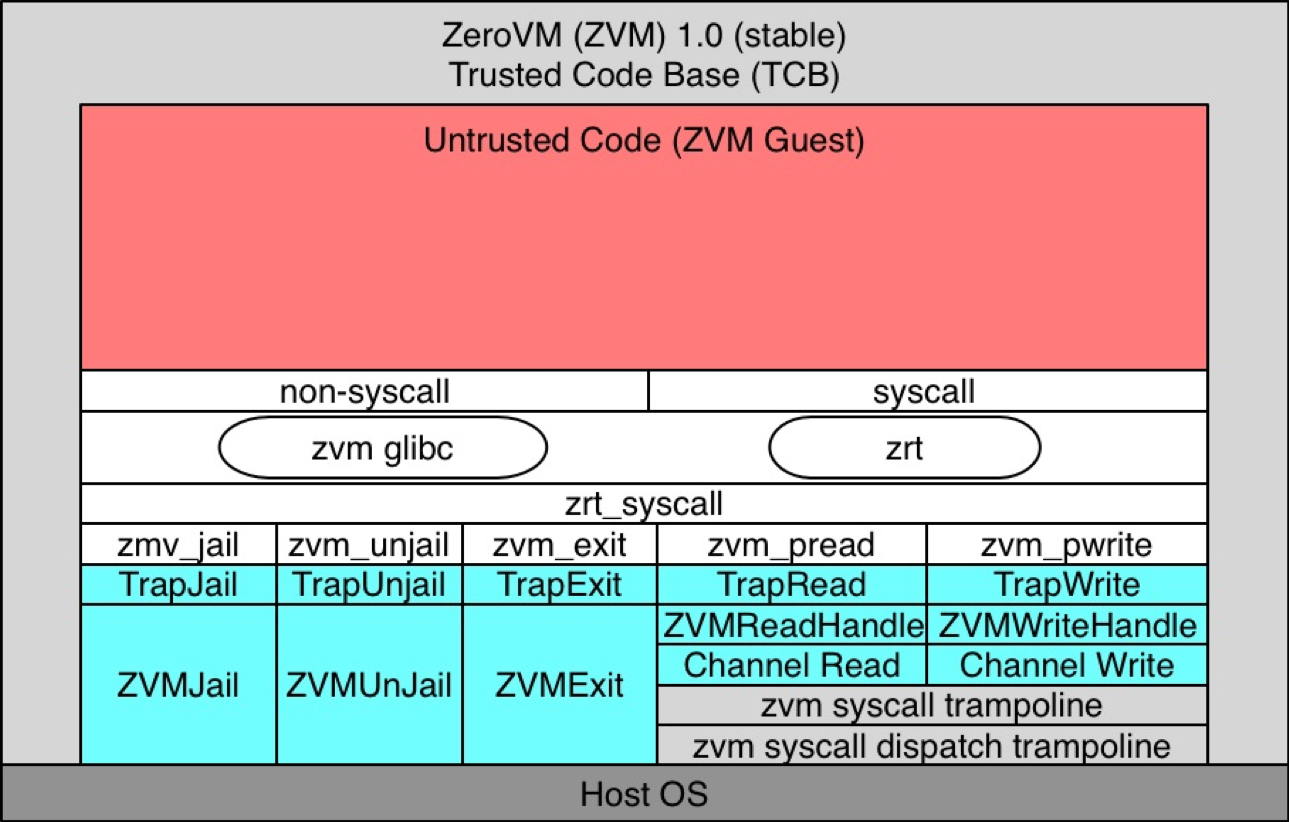 ZeroVM (ZVM) 1.0 (stable)
Trusted Code Base (TCB)
Untrusted Code (ZVM Guest)
non-syscall syscall
zvm glibc zrt
zrt_syscall
zmv_jail zvm_unjail zvm_exit zvm_pread zvm_pwrite
TrapJail TrapUnjail TrapExit TrapRead TrapWrite
ZVMReadHandle ZVMWriteHandle
Channel Read Channel Write
ZVMJail ZVMUnJail ZVMExit
zvm syscall trampoline
zvm syscall dispatch trampoline
Host OS